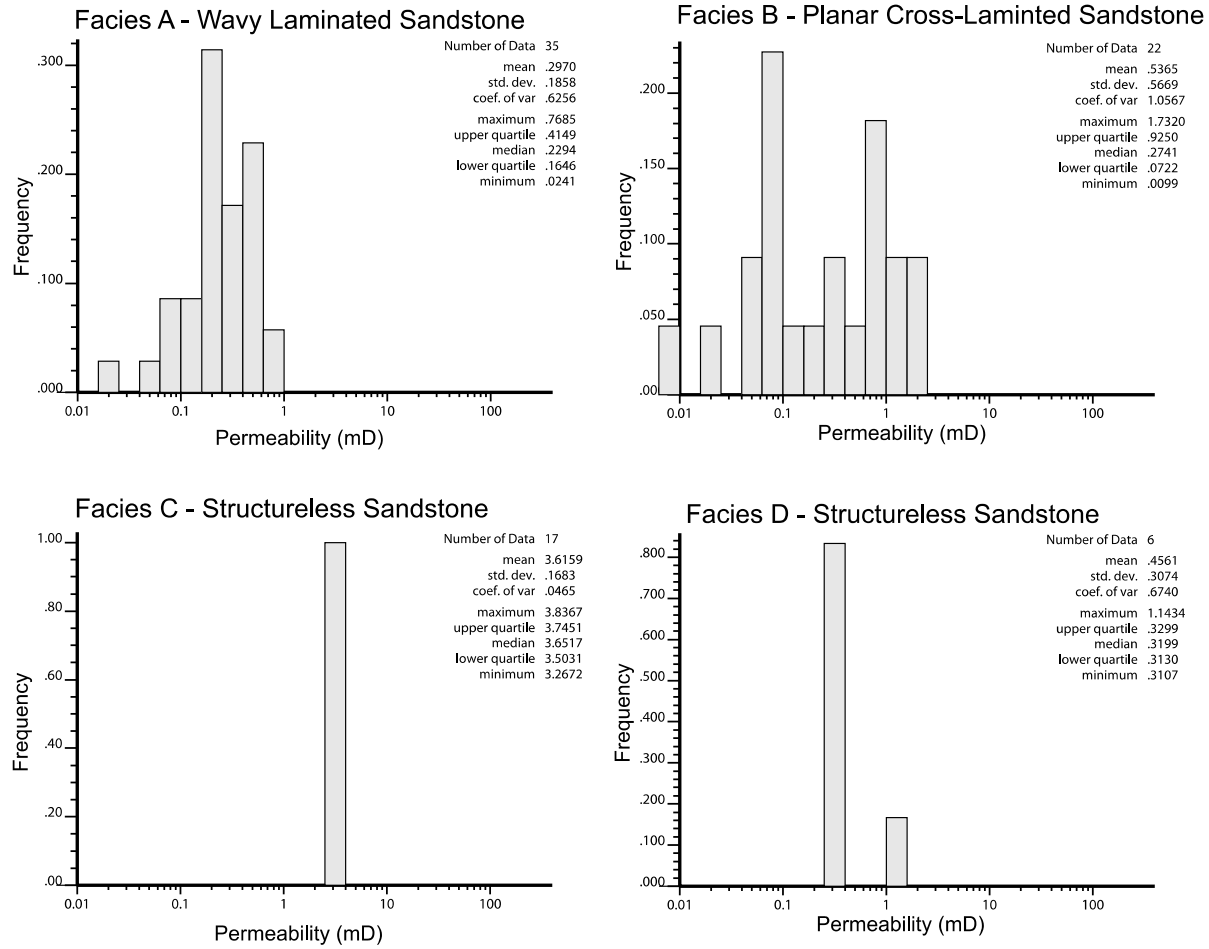 Facies A - Wavy Laminated Sandstone
Number of Data 35
mean .2970
std. dev. .1858
coef. of var .6256
maximum .7685
upper quartile .4149
median .2294
lower quartile .1646
minimum .0241
Frequency
.300
.200
.100
.000
0.01 0.1 1 10 100
Permeability (mD)
Facies B - Planar Cross-Laminted Sandstone
Number of Data 22
mean .5365
std. dev. .5669
coef. of var 1.0567
maximum 1.7320
upper quartile .9250
median .2741
lower quartile .0722
minimum .0099
Frequency
.200
.150
.100
.050
.00
0.01 0.1 1 10 100
Permeability (mD)
Facies C - Structureless Sandstone
Number of Data 17
mean 3.6159
std. dev. .1683
coef. of var .0465
maximum 3.8367
upper quartile 3.7451
median 3.6517
lower quartile 3.5031
minimum 3.2672
Frequency
1.00
.80
.60
.40
.20
.00
0.01 0.1 1 10 100
Permeability (mD)
Facies D - Structureless Sandstone
Number of Data 6
mean .4561
std. dev. .3074
coef. of var .6740
maximum 1.1434
upper quartile .3299
median .3199
lower quartile .3130
minimum .3107
Frequency
.800
.700
.600
.500
.400
.300
.200
.100
.000
0.01 0.1 1 10 100
Permeability (mD)